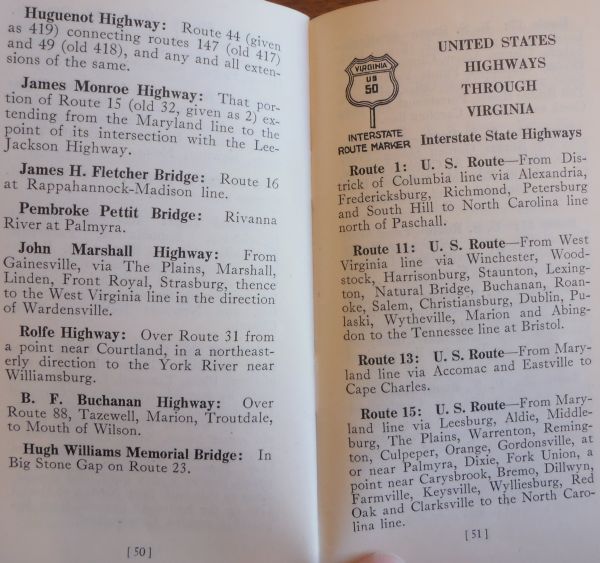 Huguenot Highway: Route 44 (given
as 419) connecting routes 147 (old 417)
and 49 (old 418), and any and all exten-
sions of the same.
James Monroe Highway: That por-
tion of Route 15 (old 32, given as 2) ex-
tending from the Maryland line to the
point of its intersection with the Lee-
Jackson Highway.
James H. Fletcher Bridge: Route 16
at Rappahannock-Madison line.
Pembroke Pettit Bridge: Rivanna
River at Palmyra.
John Marshall Highway: From
Gainesville, via The Plains, Marshall,
Linden, Front Royal, Strasburg, thence
to the West Virginia line in the direction
of Wardensville.
Rolfe Highway: Over Route 31 from
a point near Courtland, in a northeast-
erly direction to the York River near
Williamsburg.
B. F. Buchanan Highway: Over
Route 88, Tazewell, Marion, Troutdale,
to Mouth of Wilson.
Hugh Williams Memorial Bridge: In
Big Stone Gap on Route 23.
[ 50 ]
VIRGINIA
US
50
INTERSTATE
ROUTE MARKER
UNITED STATES
HIGHWAYS
THROUGH
VIRGINIA
Interstate State Highways
Route 1: U. S. Route—From Dis-
trick of Columbia line via Alexandria,
Fredericksburg, Richmond, Petersburg
and South Hill to North Carolina line
north of Paschall.
Route 11: U. S. Route—From West
Virginia line via Winchester, Wood-
stock, Harrisonburg, Staunton, Lexing-
ton, Natural Bridge, Buchanan, Roan-
oke, Salem, Christiansburg, Dublin, Pu-
laski, Wytheville, Marion and Abing-
don to the Tennessee line at Bristol.
Route 13: U. S. Route—From Mary-
land line via Accomac and Eastville to
Cape Charles.
Route 15: U. S. Route—From Mary-
land line via Leesburg, Aldie, Middle-
burg, The Plains, Warrenton, Reming-
ton, Culpeper, Orange, Gordonsville, at
or near Palmyra, Dixie, Fork Union, a
point near Carysbrook, Bremo, Dillwyn,
Farmville, Keysville, Wylliesburg, Red
Oak and Clarksville to the North Caro-
lina line.
[ 51 ]